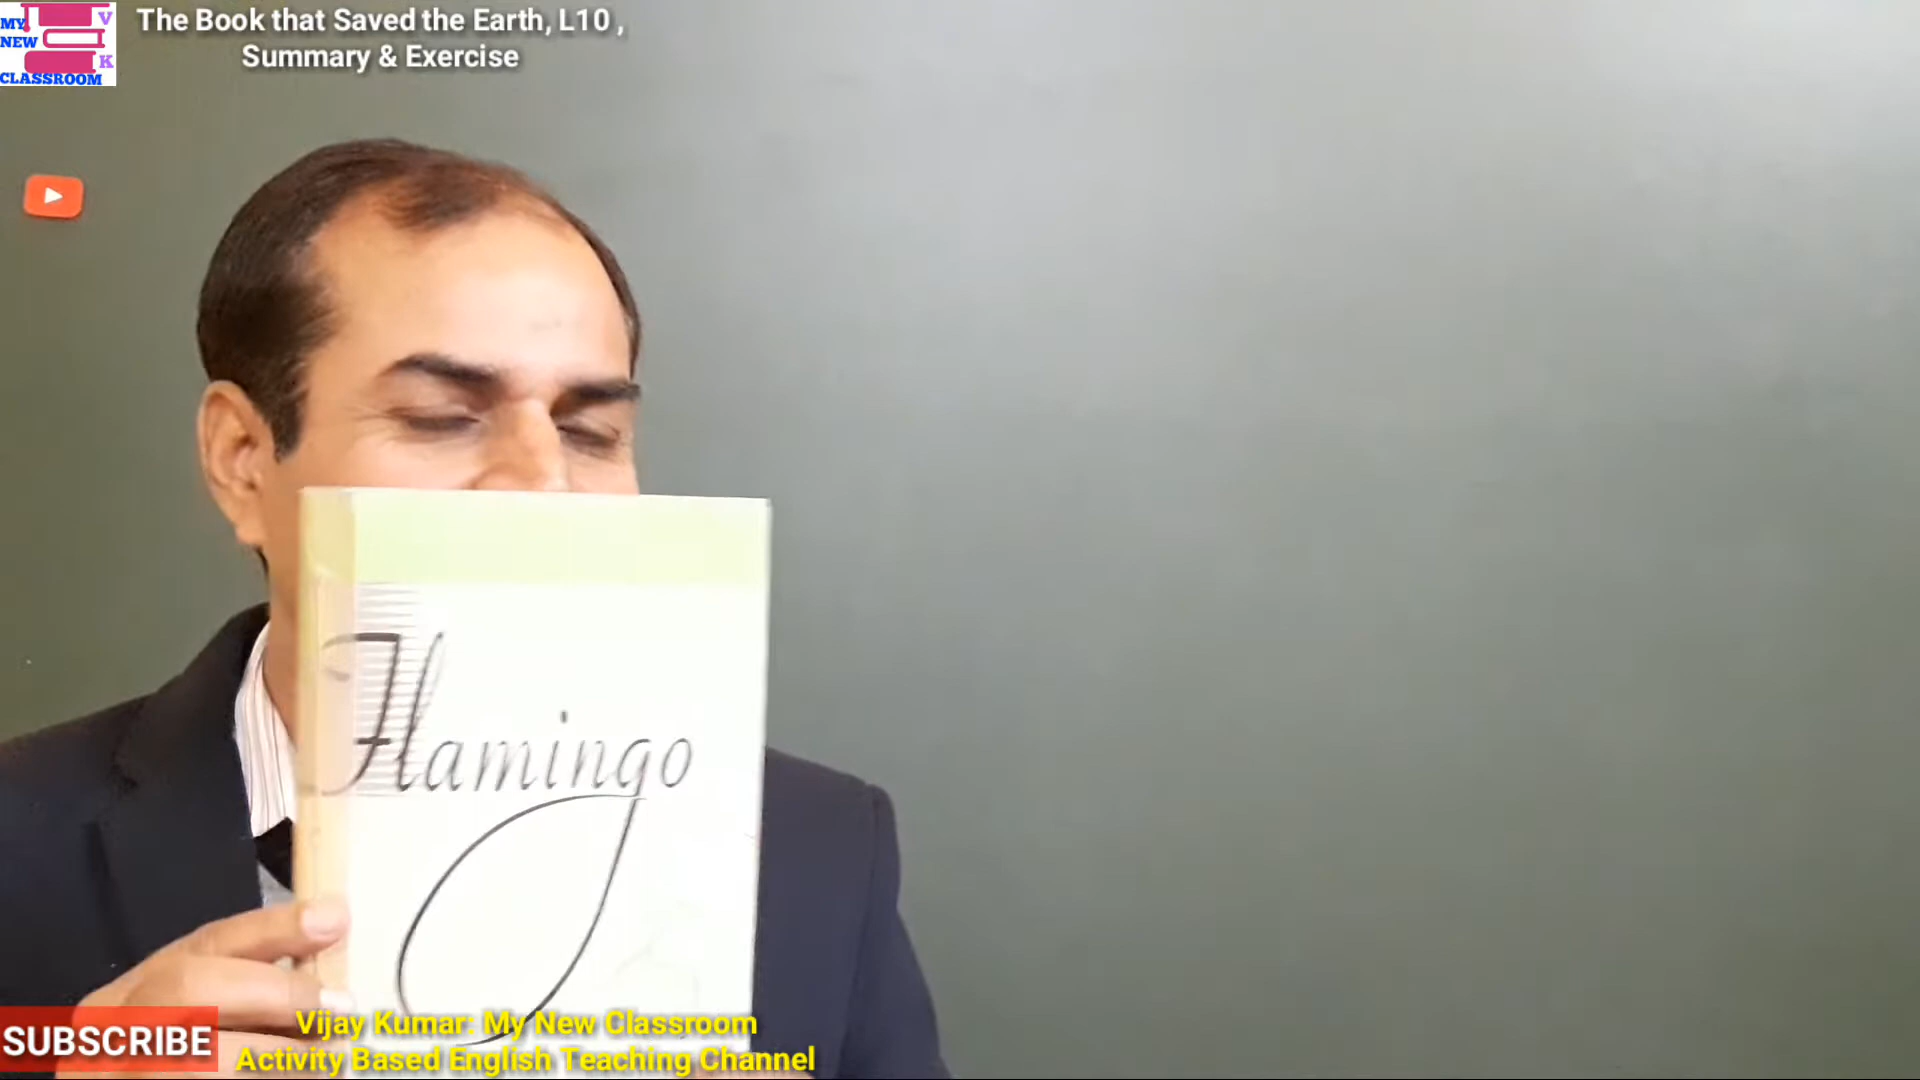 MY
NEW
V
K
CLASSROOM
The Book that Saved the Earth, L10 ,
Summary & Exercise
Flamingo
SUBSCRIBE
Vijay Kumar: My New Classroom
Activity Based English Teaching Channel